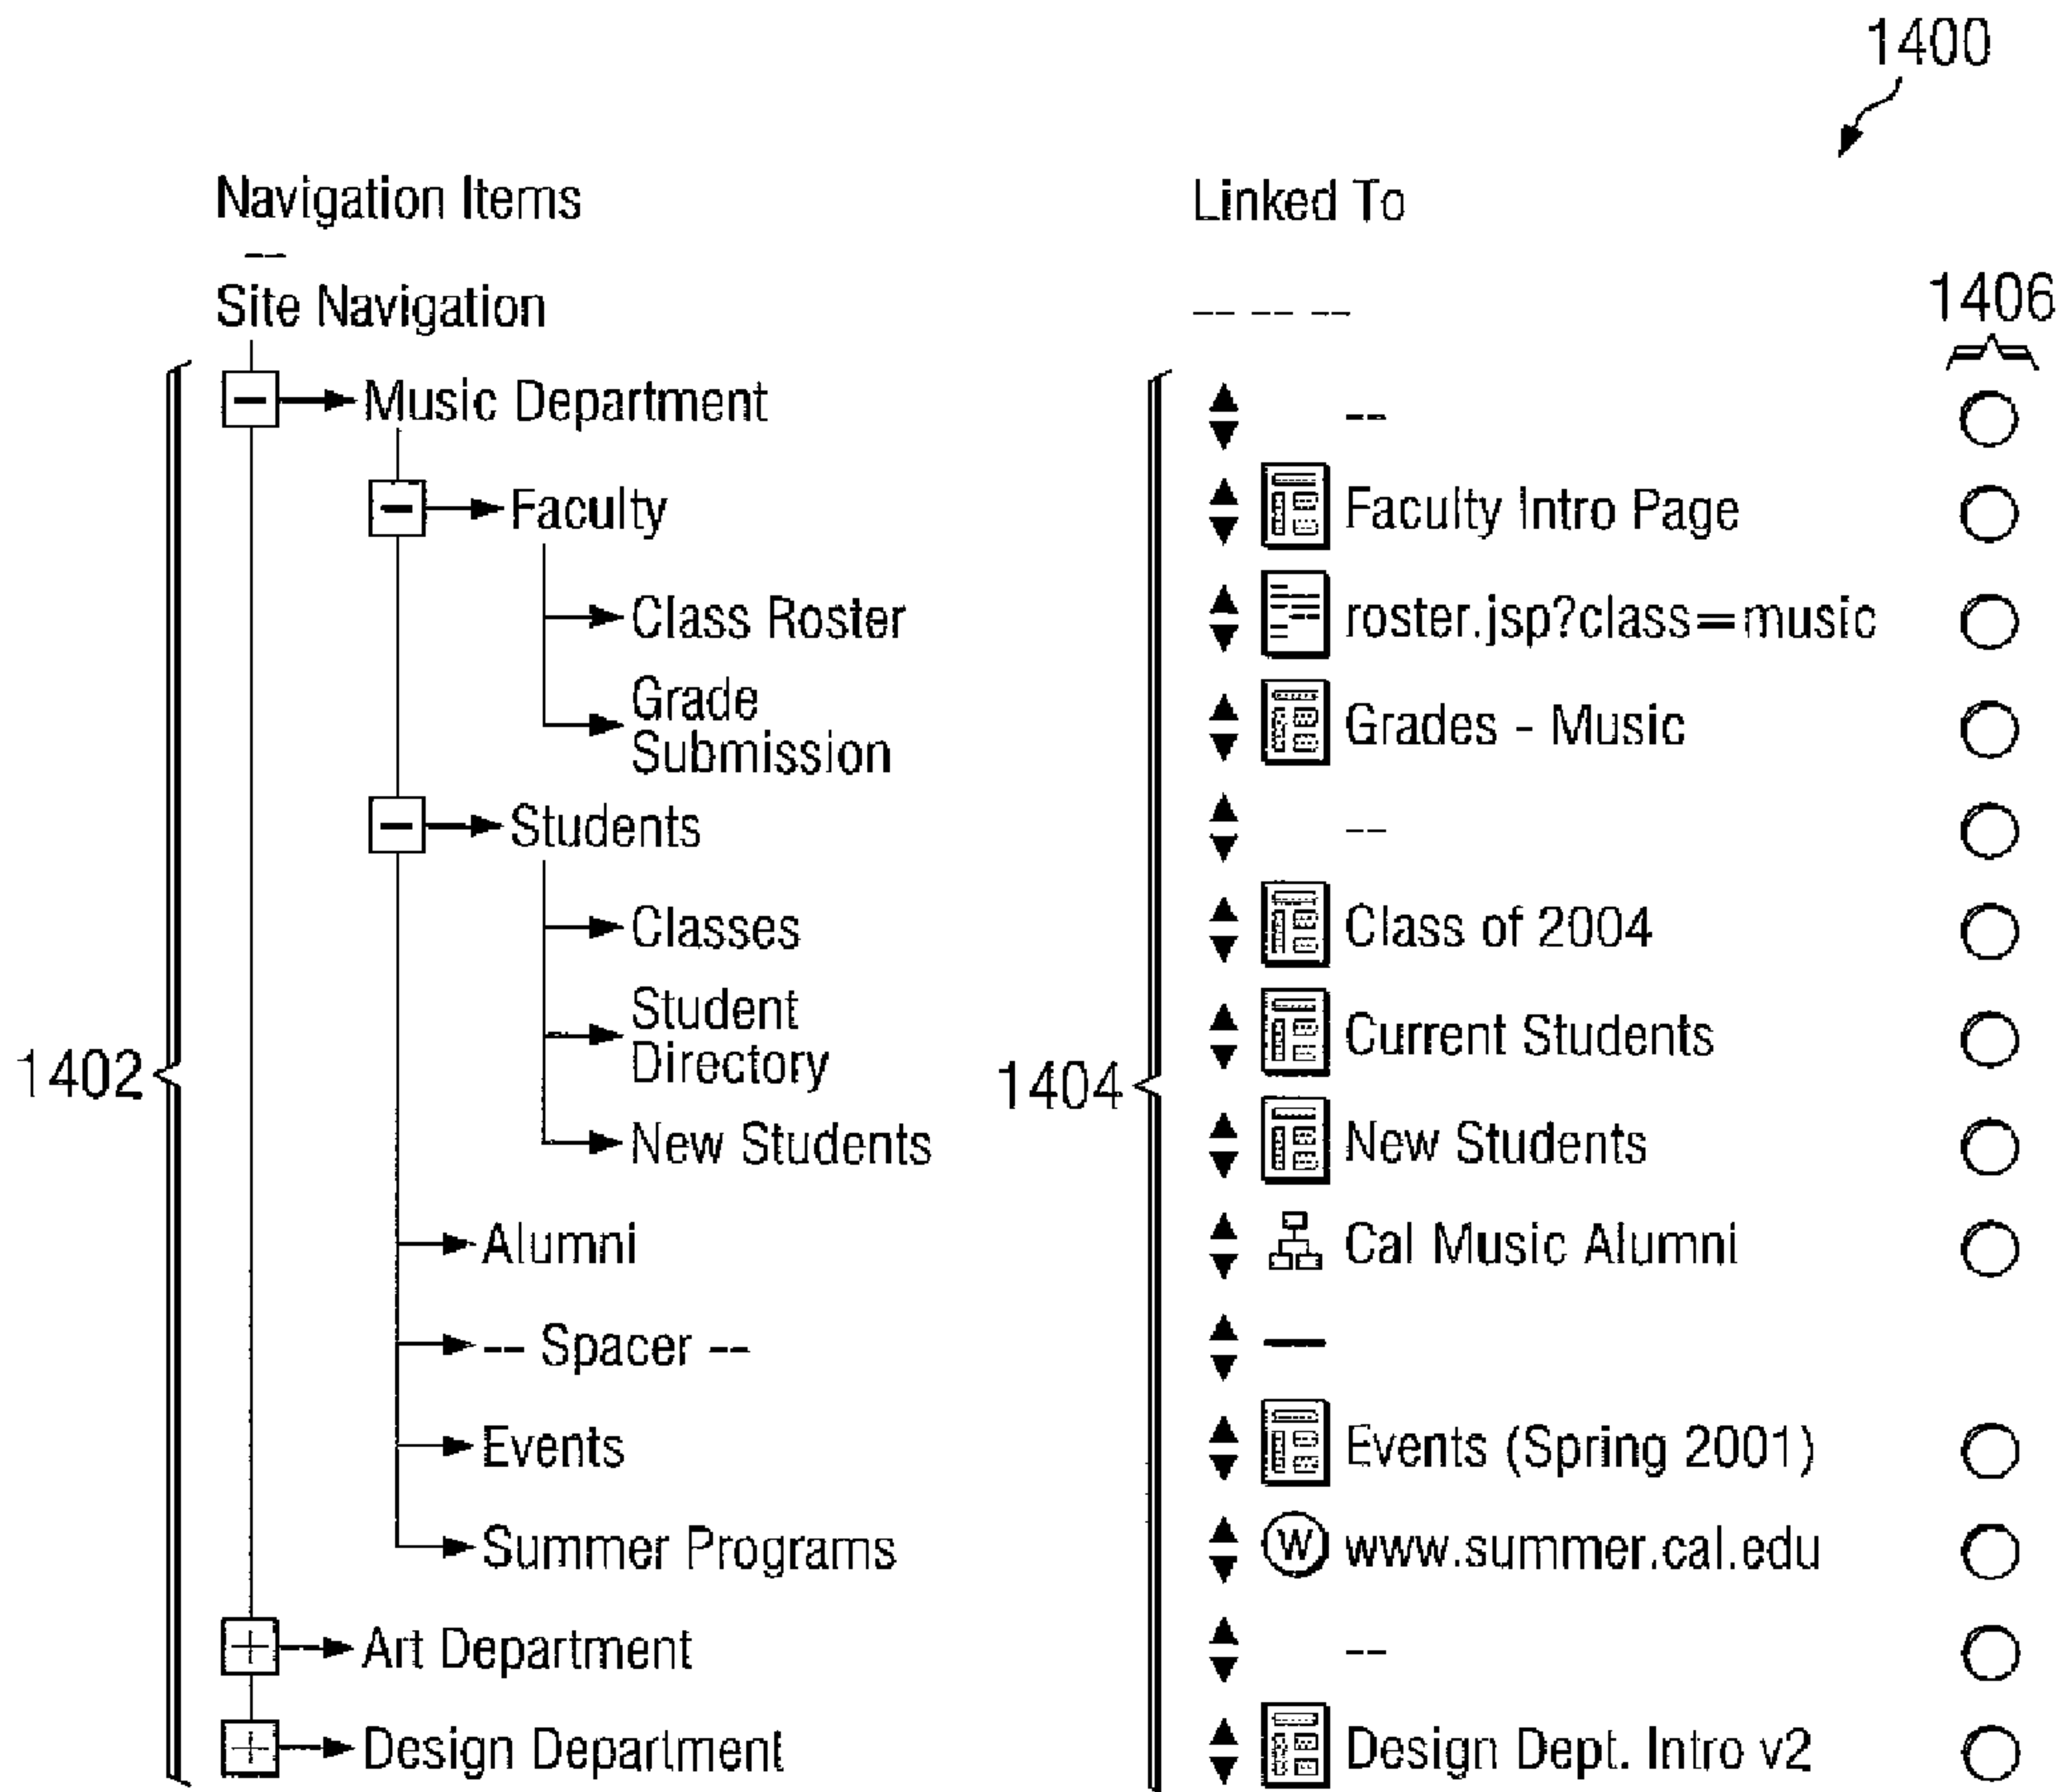 1400
Navigation Items Linked To
--
Site Navigation -- -- -- 1406
Music Department --
Faculty Faculty Intro Page
Class Roster roster.jsp?class=music
Grade
Submission Grades - Music
Students --
Classes Class of 2004
Student
Directory Current Students
1402 1404
New Students New Students
Alumni Cal Music Alumni
-- Spacer --
Events Events (Spring 2001)
Summer Programs W www.summer.cal.edu
Art Department --
Design Department Design Dept. Intro v2